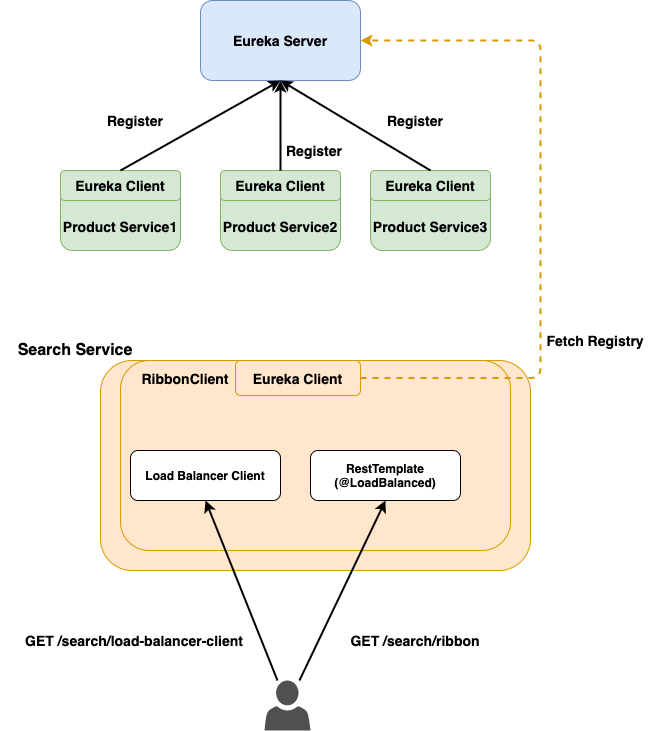 Eureka Server
Register
Register
Register
Eureka Client
Eureka Client
Eureka Client
Product Service1
Product Service2
Product Service3
Fetch Registry
Search Service
RibbonClient
Eureka Client
Load Balancer Client
RestTemplate
(@LoadBalanced)
GET /search/load-balancer-client
GET /search/ribbon